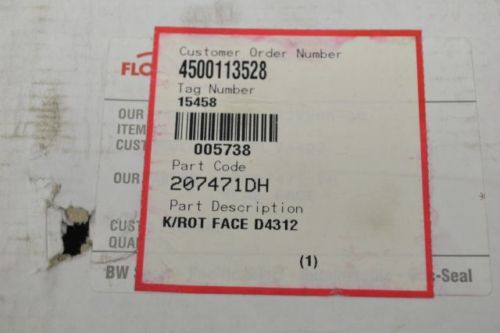 FLO
Customer Order Number
4500113528
Tag Number
15458
005738
Part Code
207471DH
Part Description
K/ROT FACE D4312
(1)
OUR
ITEM
CUST
OUR
CUST
QUA
BW S
-Seal